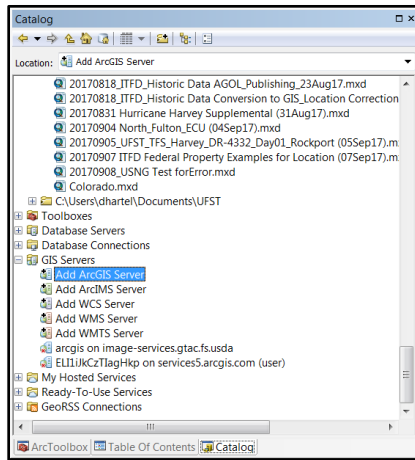 Catalog
Location: Add ArcGIS Server
20170818_ITFD_Historic Data AGOL_Publishing_23Aug17.mxd
20170818_ITFD_Historic Data Conversion to GIS_Location Correction
20170831 Hurricane Harvey Supplemental (31Aug17).mxd
20170904 North_Fulton_ECU (04Sep17).mxd
20170905_UFST_TFS_Harvey_DR-4332_Day01_Rockport (05Sep17).m
20170907 ITFD Federal Property Examples for Location (07Sep17).m
20170908_USNG Test forError.mxd
Colorado.mxd
C:\Users\dhartel\Documents\UFST
Toolboxes
Database Servers
Database Connections
GIS Servers
Add ArcGIS Server
Add ArcIMS Server
Add WCS Server
Add WMS Server
Add WMTS Server
arcgis on image-services.gtac.fs.usda
ELI1iJkCzTIagHkp on services5.arcgis.com (user)
My Hosted Services
Ready-To-Use Services
GeoRSS Connections
ArcToolbox Table Of Contents Catalog